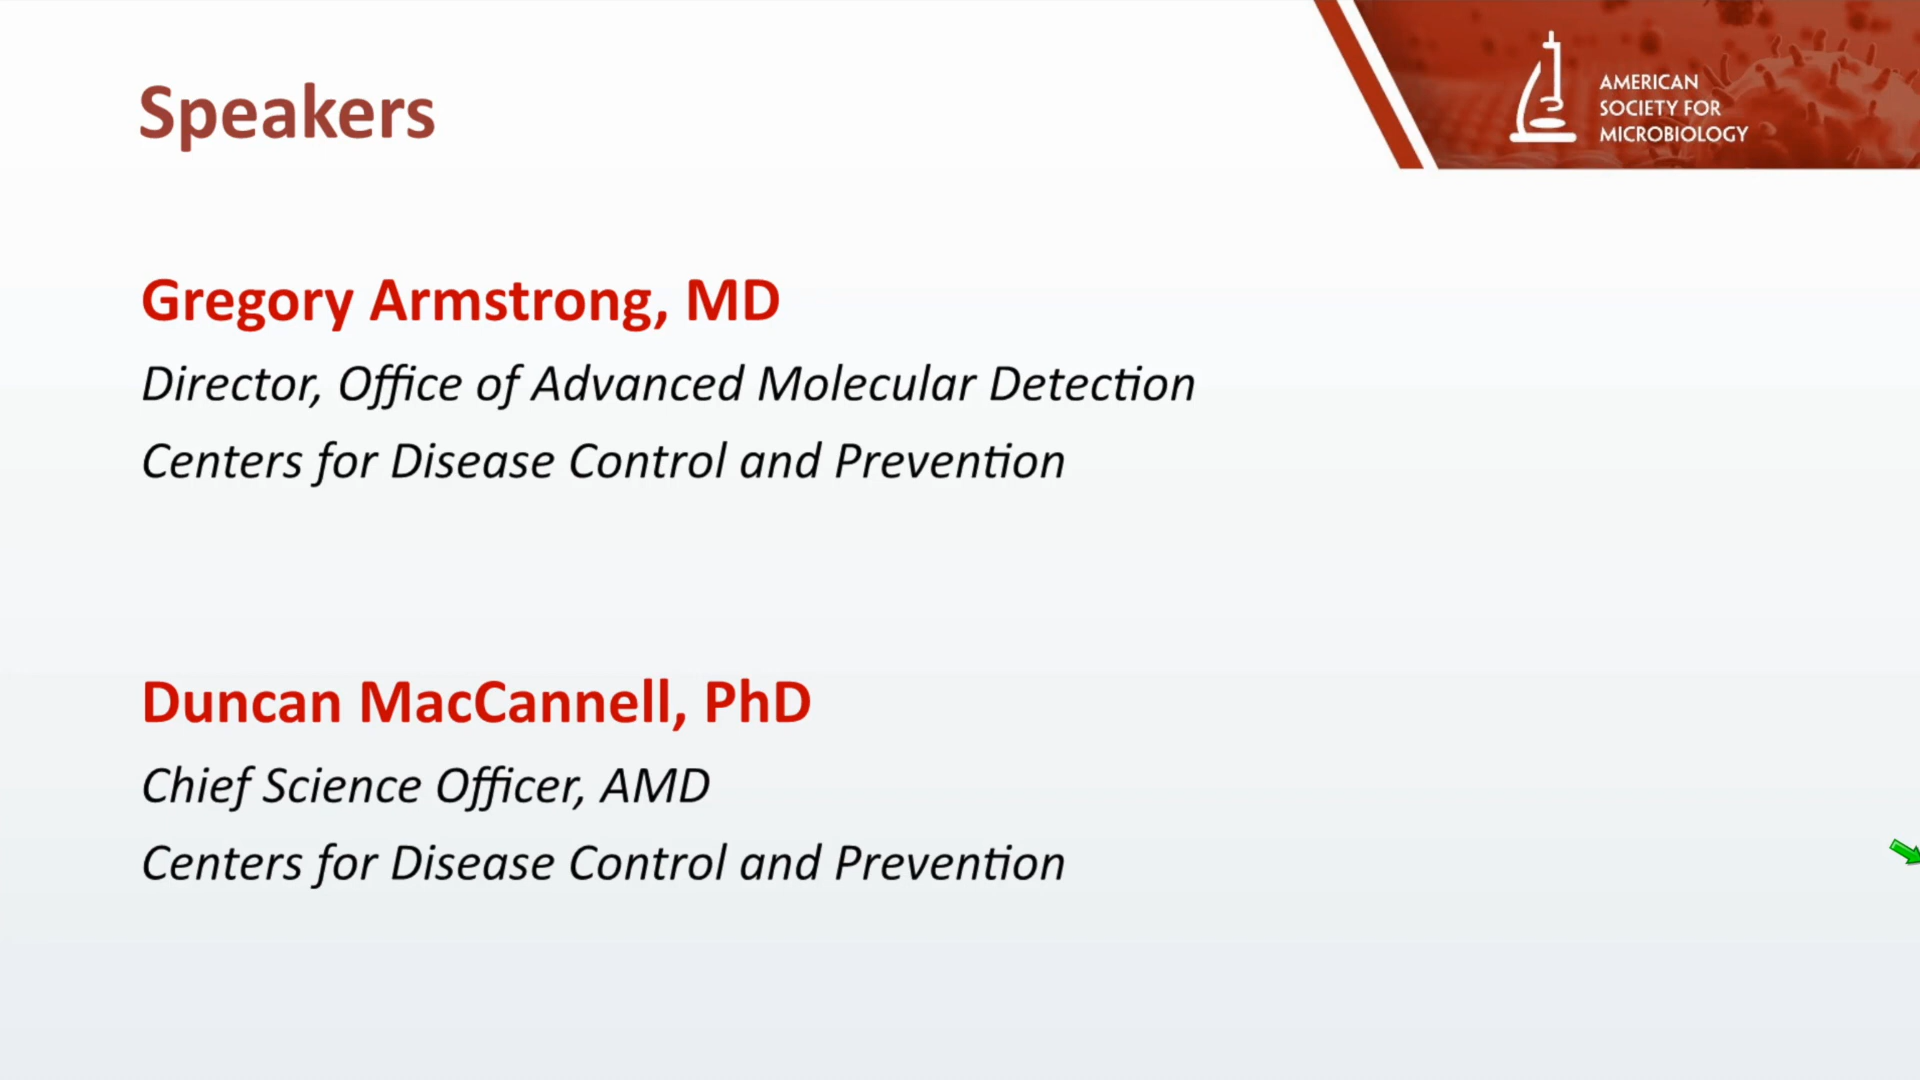 Speakers
AMERICAN
SOCIETY FOR
MICROBIOLOGY
Gregory Armstrong, MD
Director, Office of Advanced Molecular Detection
Centers for Disease Control and Prevention
Duncan MacCannell, PhD
Chief Science Officer, AMD
Centers for Disease Control and Prevention